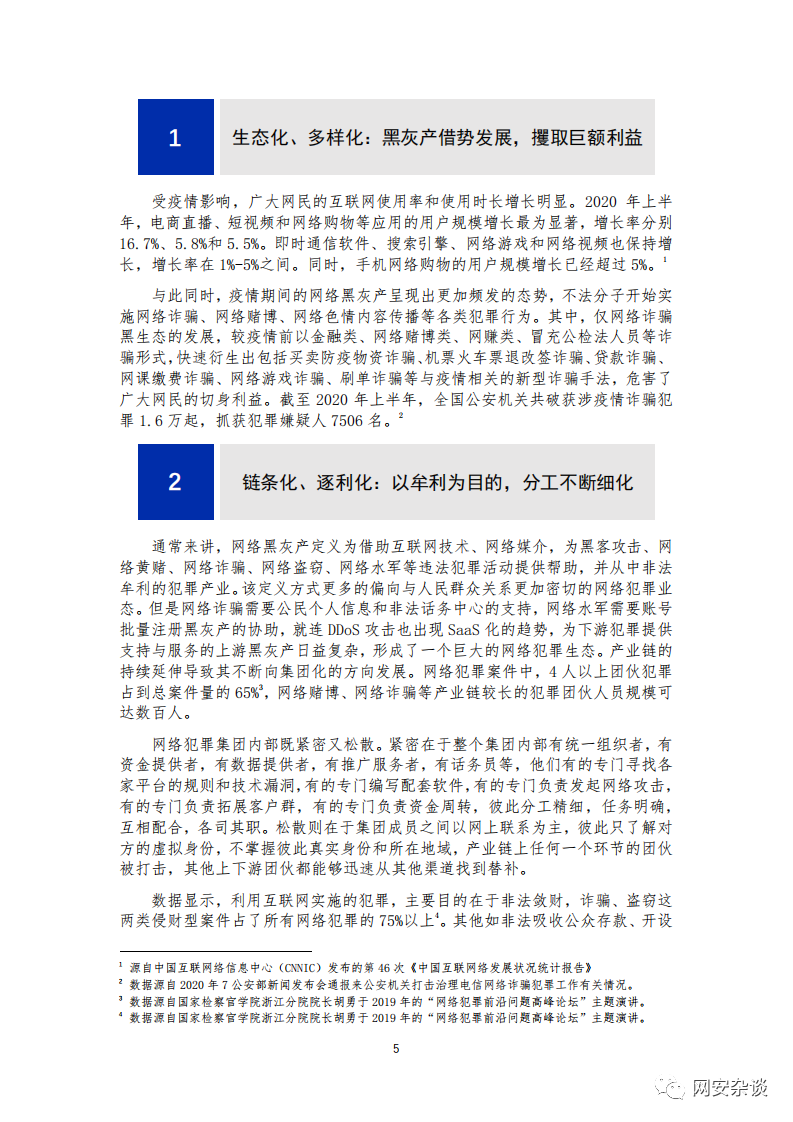 1
生态化、多样化：黑灰产借势发展，攫取巨额利益
受疫情影响，广大网民的互联网使用率和使用时长增长明显。2020 年上半
年，电商直播、短视频和网络购物等应用的用户规模增长最为显著，增长率分别
16.7%、5.8%和 5.5%。即时通信软件、搜索引擎、网络游戏和网络视频也保持增
长，增长率在 1%-5%之间。同时，手机网络购物的用户规模增长已经超过 5%。1
与此同时，疫情期间的网络黑灰产呈现出更加频发的态势，不法分子开始实
施网络诈骗、网络赌博、网络色情内容传播等各类犯罪行为。其中，仅网络诈骗
黑生态的发展，较疫情前以金融类、网络赌博类、网赚类、冒充公检法人员等诈
骗形式，快速衍生出包括买卖防疫物资诈骗、机票火车票退改签诈骗、贷款诈骗、
网课缴费诈骗、网络游戏诈骗、刷单诈骗等与疫情相关的新型诈骗手法，危害了
广大网民的切身利益。截至 2020 年上半年，全国公安机关共破获涉疫情诈骗犯
罪 1.6 万起，抓获犯罪嫌疑人 7506 名。2
2
链条化、逐利化：以牟利为目的，分工不断细化
通常来讲，网络黑灰产定义为借助互联网技术、网络媒介，为黑客攻击、网
络黄赌、网络诈骗、网络盗窃、网络水军等违法犯罪活动提供帮助，并从中非法
牟利的犯罪产业。该定义方式更多的偏向与人民群众关系更加密切的网络犯罪业
态。但是网络诈骗需要公民个人信息和非法话务中心的支持，网络水军需要账号
批量注册黑灰产的协助，就连 DDoS 攻击也出现 SaaS 化的趋势，为下游犯罪提供
支持与服务的上游黑灰产日益复杂，形成了一个巨大的网络犯罪生态。产业链的
持续延伸导致其不断向集团化的方向发展。网络犯罪案件中，4 人以上团伙犯罪
占到总案件量的 65%3，网络赌博、网络诈骗等产业链较长的犯罪团伙人员规模可
达数百人。
网络犯罪集团内部既紧密又松散。紧密在于整个集团内部有统一组织者，有
资金提供者，有数据提供者，有推广服务者，有话务员等，他们有的专门寻找各
家平台的规则和技术漏洞，有的专门编写配套软件，有的专门负责发起网络攻击，
有的专门负责拓展客户群，有的专门负责资金周转，彼此分工精细，任务明确，
互相配合，各司其职。松散则在于集团成员之间以网上联系为主，彼此只了解对
方的虚拟身份，不掌握彼此真实身份和所在地域，产业链上任何一个环节的团伙
被打击，其他上下游团伙都能够迅速从其他渠道找到替补。
数据显示，利用互联网实施的犯罪，主要目的在于非法敛财，诈骗、盗窃这
两类侵财型案件占了所有网络犯罪的 75%以上4。其他如非法吸收公众存款、开设
1 源自中国互联网络信息中心（CNNIC）发布的第 46 次《中国互联网络发展状况统计报告》
2 数据源自 2020 年 7 公安部新闻发布会通报来公安机关打击治理电信网络诈骗犯罪工作有关情况。
3 数据源自国家检察官学院浙江分院院长胡勇于 2019 年的“网络犯罪前沿问题高峰论坛”主题演讲。
4 数据源自国家检察官学院浙江分院院长胡勇于 2019 年的“网络犯罪前沿问题高峰论坛”主题演讲。
5
网安杂谈